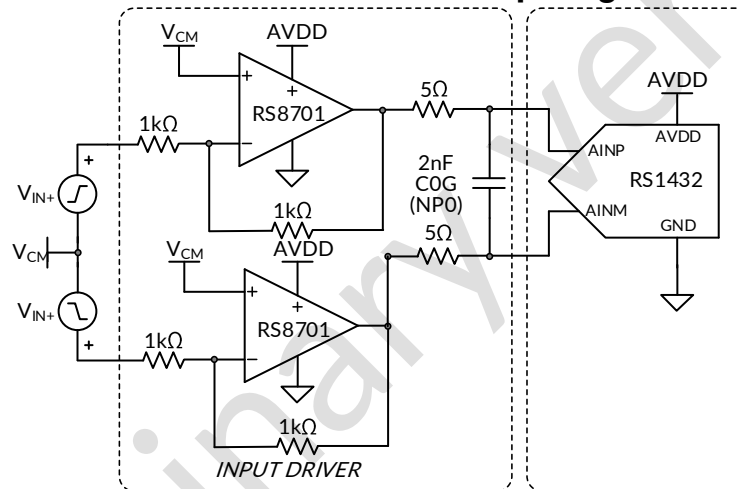 VCM
AVDD
+
+
RS8701
−
1kΩ
1kΩ
5Ω
+
VIN+
VCM
VIN+
+
VCM
AVDD
+
+
RS8701
−
1kΩ
1kΩ
5Ω
2nF
C0G
(NP0)
AVDD
AVDD
AINP
RS1432
AINM
GND
INPUT DRIVER